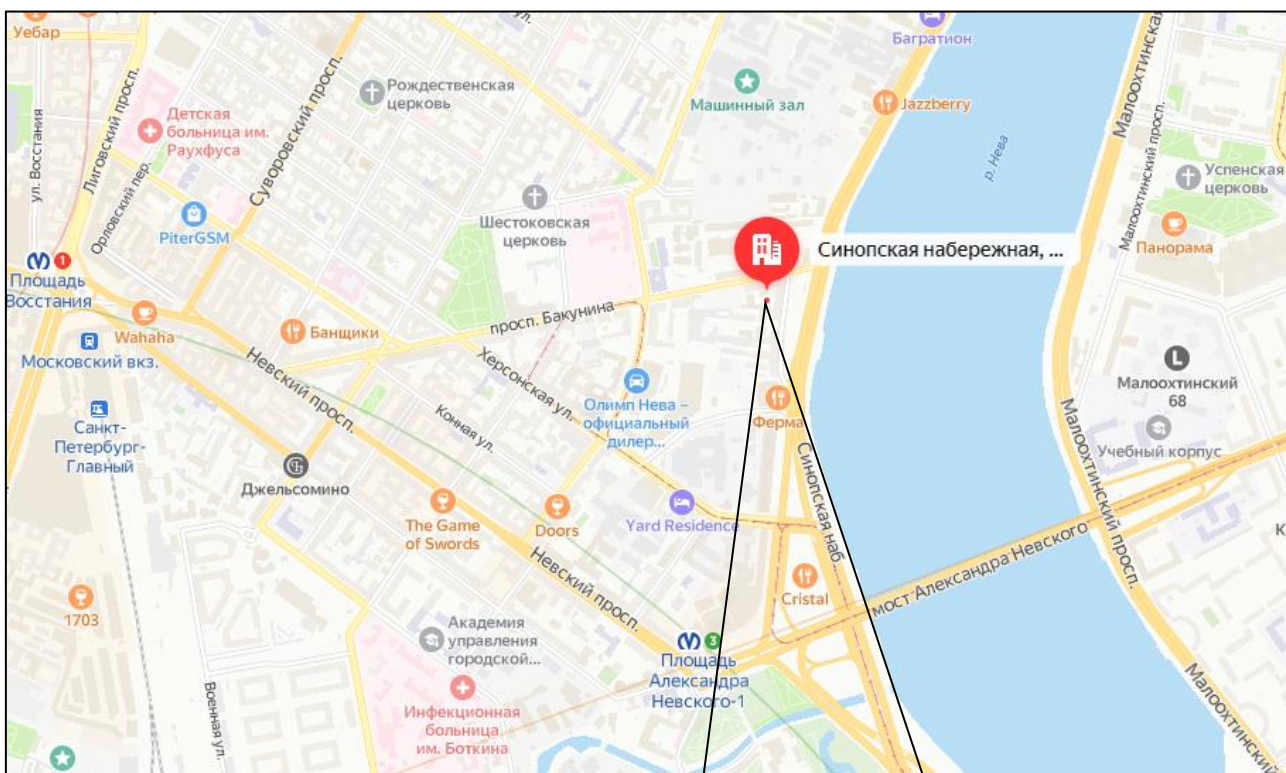 Уебар
ул. Восстания
Лиговский просп.
Детская
больница им.
Раухфуса
Орловский пер.
Суворовский просп.
Рождественская
церковь
ул.
Багратион
Машинный зал
Jazzberry
р. Нева
Малоохтинская
Малоохтинский просп.
Успенская
церковь
Панорама
PiterGSM
Шестоковская
церковь
Синопская набережная, ...
1
Площадь
Восстания
Wahaha
Московский вкз.
Банщики
просп. Бакунина
Невский просп.
Херсонская ул.
Конная ул.
Олимп Нева –
официальный
дилер...
Ферма
L
Малоохтинский
68
Учебный корпус
Санкт-
Петербург-
Главный
Джельсомино
The Game
of Swords
Doors
Yard Residence
Синопская наб.
Малоохтинский просп.
Невский просп.
Cristal
мост Александра Невского
К
1703
Академия
управления
городской...
3
Площадь
Александра
Невского-1
Военная ул.
Инфекционная
больница
им. Боткина
Малоохтинский